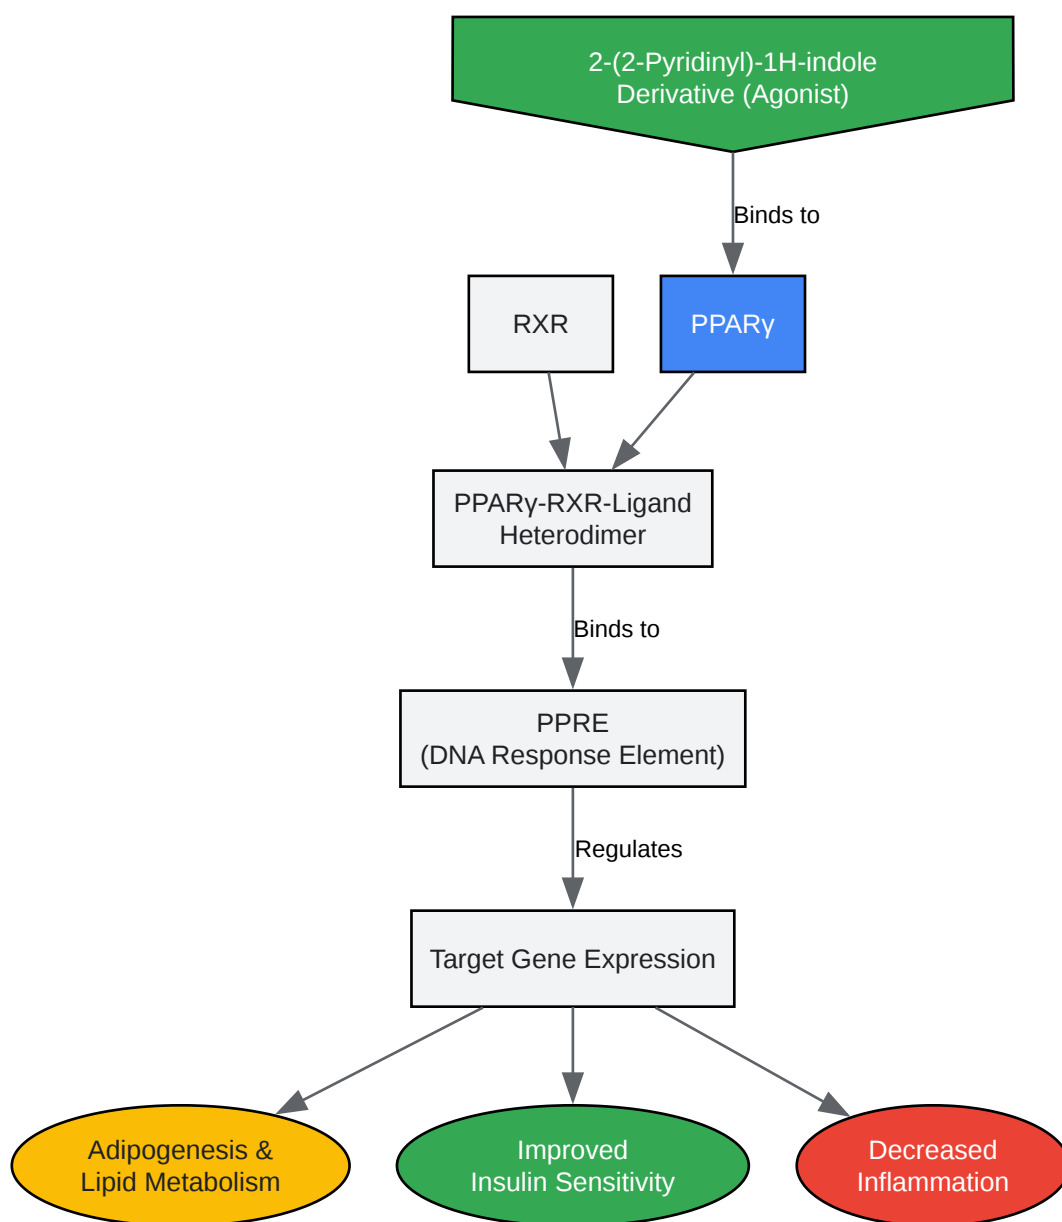 2-(2-Pyridinyl)-1H-indole
Derivative (Agonist)
Binds to
RXR
PPARγ
PPARγ-RXR-Ligand
Heterodimer
Binds to
PPRE
(DNA Response Element)
Regulates
Target Gene Expression
Adipogenesis &
Lipid Metabolism
Improved
Insulin Sensitivity
Decreased
Inflammation